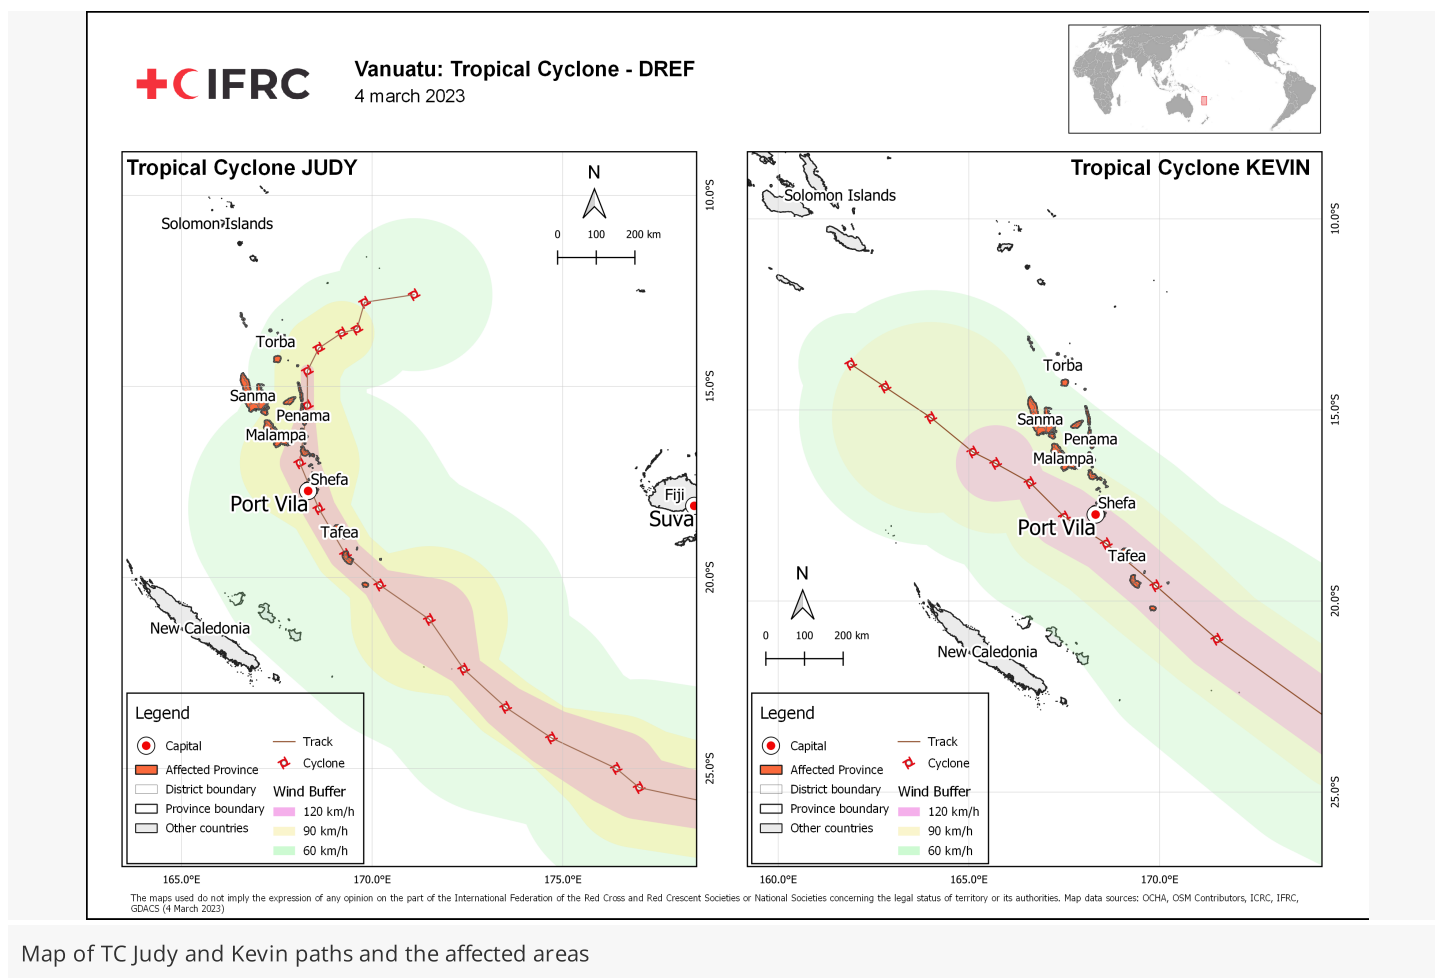 IFRC
Vanuatu: Tropical Cyclone - DREF
4 march 2023
Tropical Cyclone JUDY
N
0 100 200 km
Solomon Islands
Torba
Sanma
Penama
Malampa
Shefa
Port Vila
Tafea
Fiji
Suva
New Caledonia
10.0°S
15.0°S
20.0°S
25.0°S
Legend
Capital
Affected Province
District boundary
Province boundary
Other countries
Track
Cyclone
Wind Buffer
120 km/h
90 km/h
60 km/h
165.0°E 170.0°E 175.0°E
Tropical Cyclone KEVIN
Solomon Islands
Torba
Sanma
Penama
Malampa
Shefa
Port Vila
Tafea
N
0 100 200 km
New Caledonia
10.0°S
15.0°S
20.0°S
25.0°S
Legend
Capital
Affected Province
District boundary
Province boundary
Other countries
Track
Cyclone
Wind Buffer
120 km/h
90 km/h
60 km/h
160.0°E 165.0°E 170.0°E
The maps used do not imply the expression of any opinion on the part of the International Federation of the Red Cross and Red Crescent Societies or National Societies concerning the legal status of territory or its authorities. Map data sources: OCHA, OSM Contributors, ICRC, IFRC,
GDACS (4 March 2023)
Map of TC Judy and Kevin paths and the affected areas